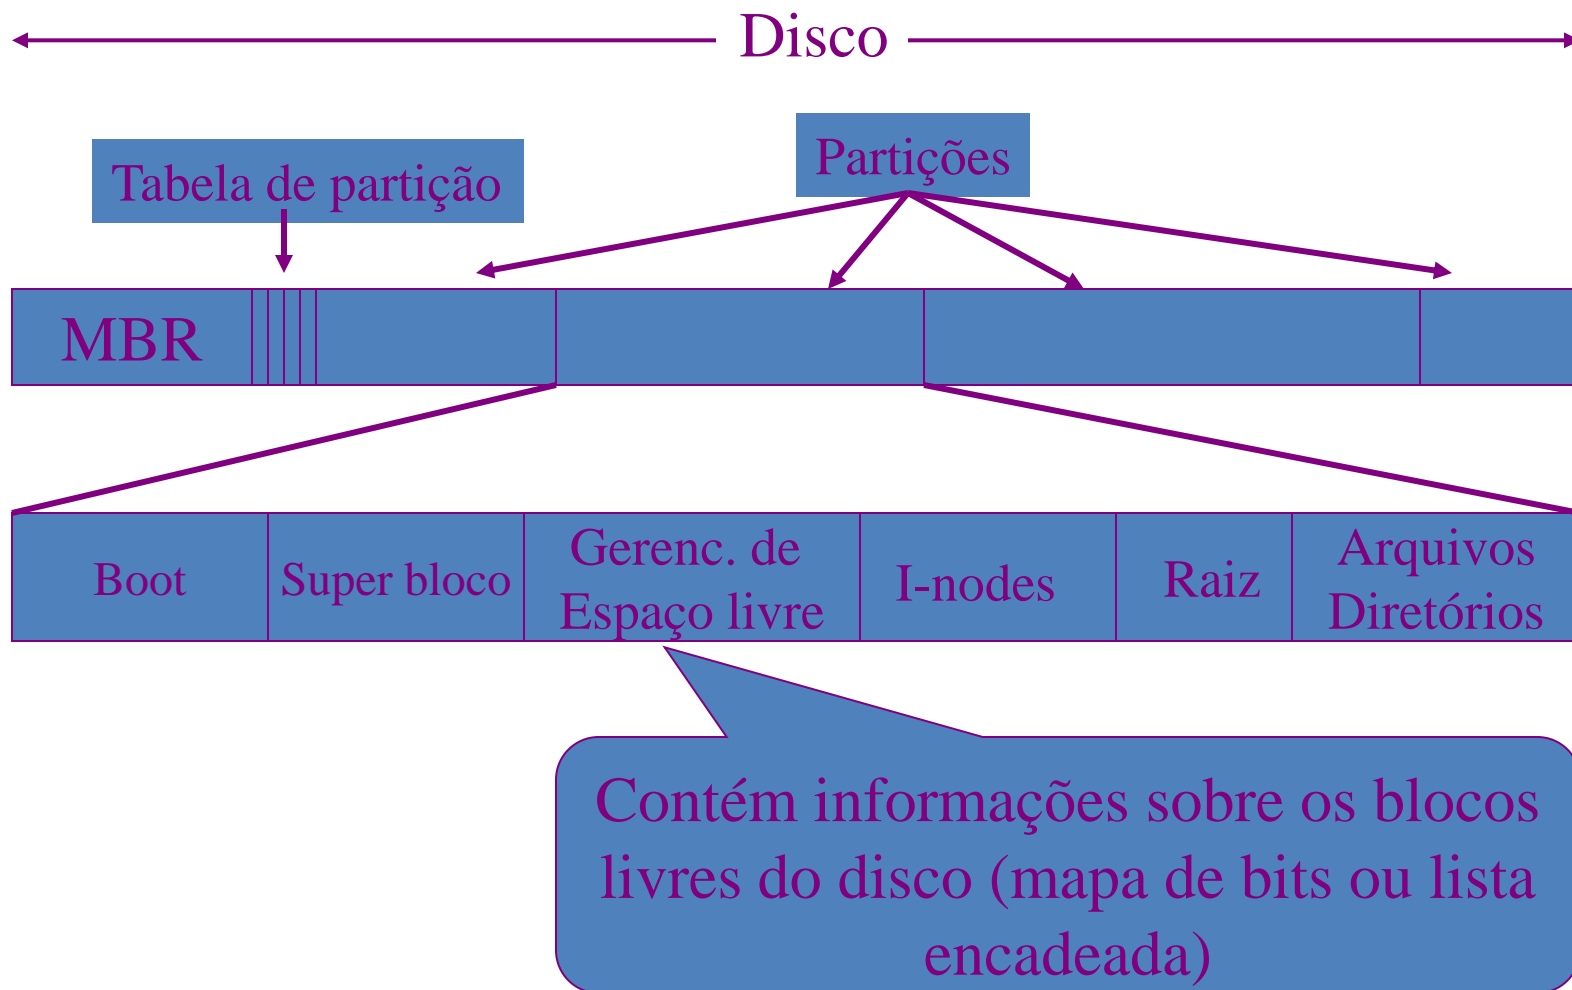 Disco
Tabela de partição
Partições
MBR
Boot
Super bloco
Gerenc. de
Espaço livre
I-nodes
Raiz
Arquivos
Diretórios
Contém informações sobre os blocos
livres do disco (mapa de bits ou lista
encadeada)